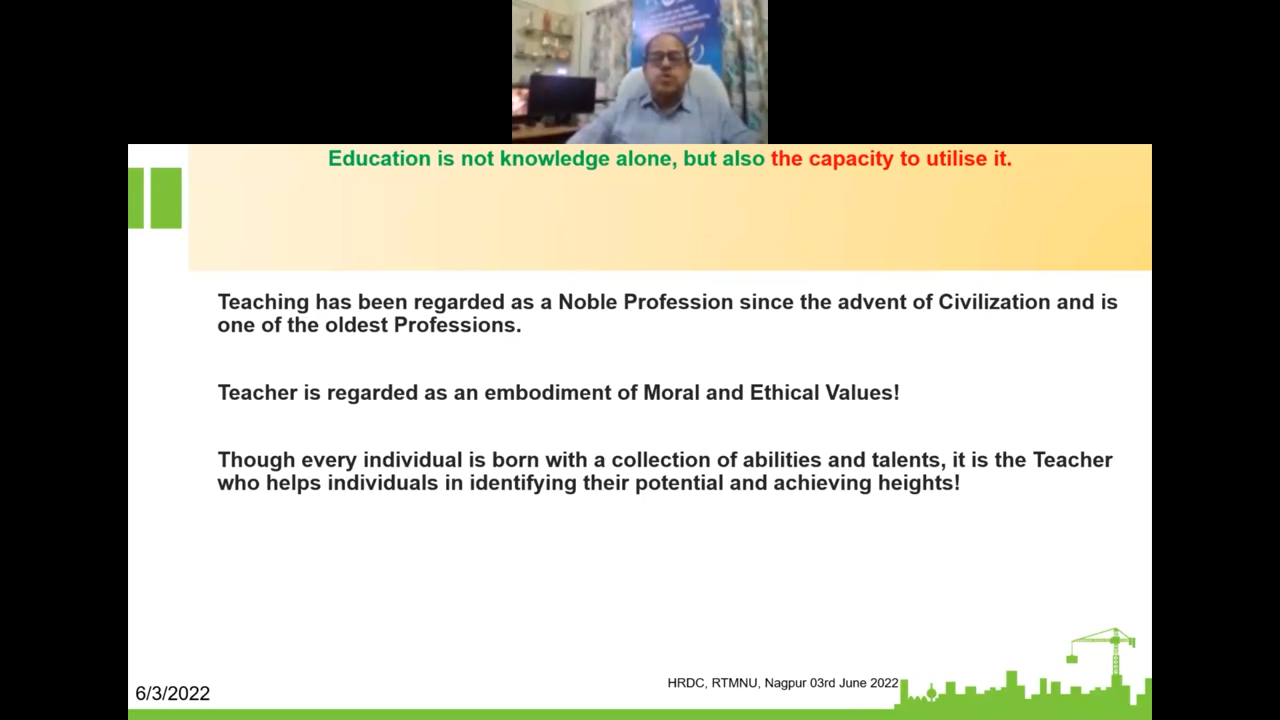 Education is not knowledge alone, but also the capacity to utilise it.
Teaching has been regarded as a Noble Profession since the advent of Civilization and is
one of the oldest Professions.
Teacher is regarded as an embodiment of Moral and Ethical Values!
Though every individual is born with a collection of abilities and talents, it is the Teacher
who helps individuals in identifying their potential and achieving heights!
HRDC, RTMNU, Nagpur 03rd June 2022
6/3/2022